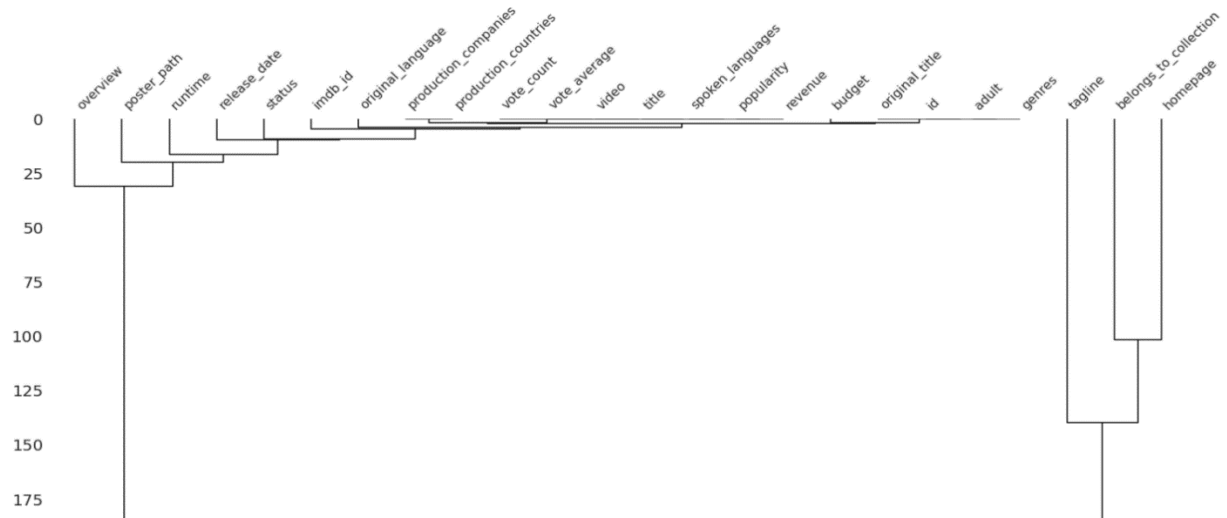 overview
poster_path
runtime
release_date
status
imdb_id
original_language
production_companies
production_countries
vote_count
vote_average
video
title
spoken_languages
popularity
revenue
budget
original_title
id
adult
genres
tagline
belongs_to_collection
homepage
0
25
50
75
100
125
150
175